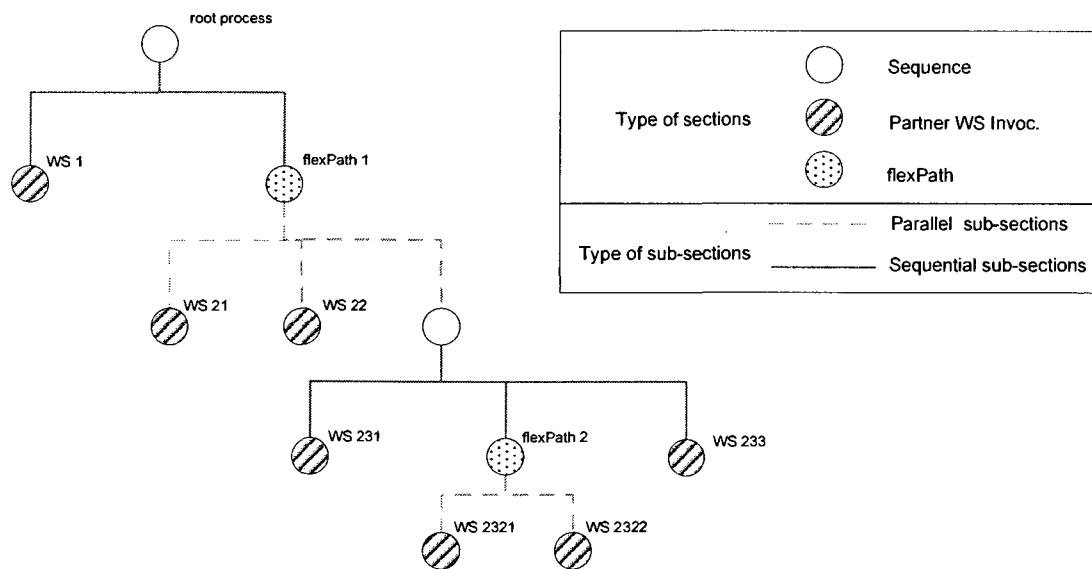 root process
Sequence
Type of sections
Partner WS Invoc.
WS 1
flexPath 1
flexPath
Parallel sub-sections
Type of sub-sections
Sequential sub-sections
WS 21
WS 22
WS 231
flexPath 2
WS 233
WS 2321
WS 2322